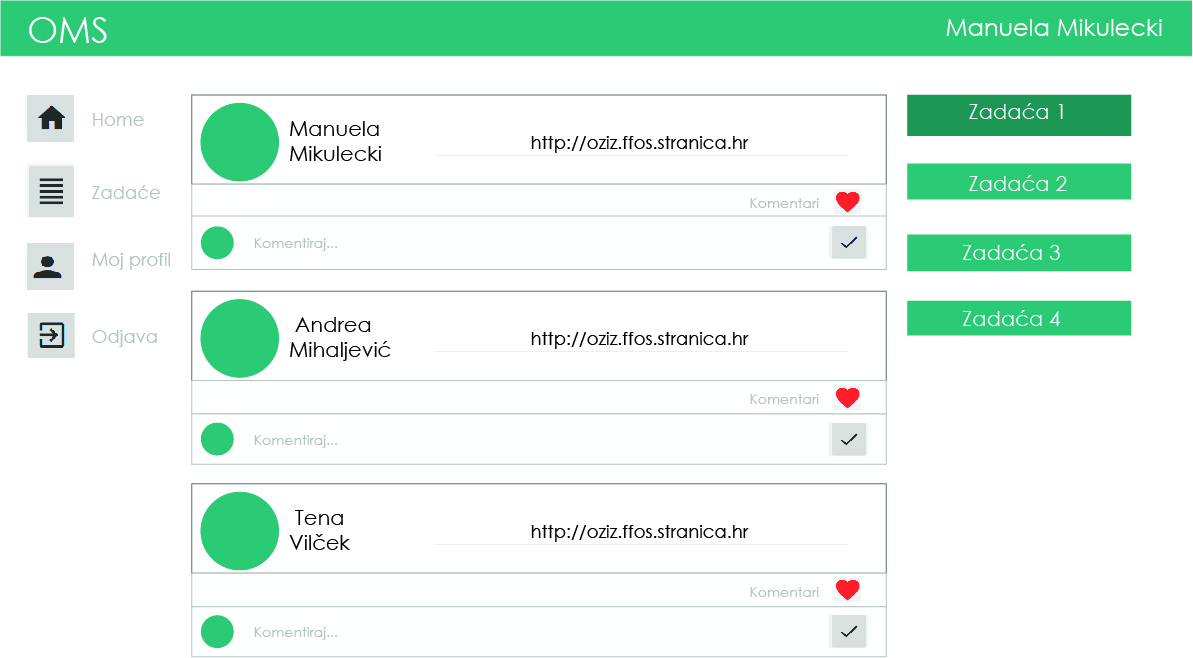 OMS
Manuela Mikulecki
Home
Zadaće
Moj profil
Odjava
Manuela
Mikulecki
http://oziz.ffos.stranica.hr
Komentari
Komentiraj...
Andrea
Mihaljević
http://oziz.ffos.stranica.hr
Komentari
Komentiraj...
Tena
Vilček
http://oziz.ffos.stranica.hr
Komentari
Komentiraj...
Zadaća 1
Zadaća 2
Zadaća 3
Zadaća 4